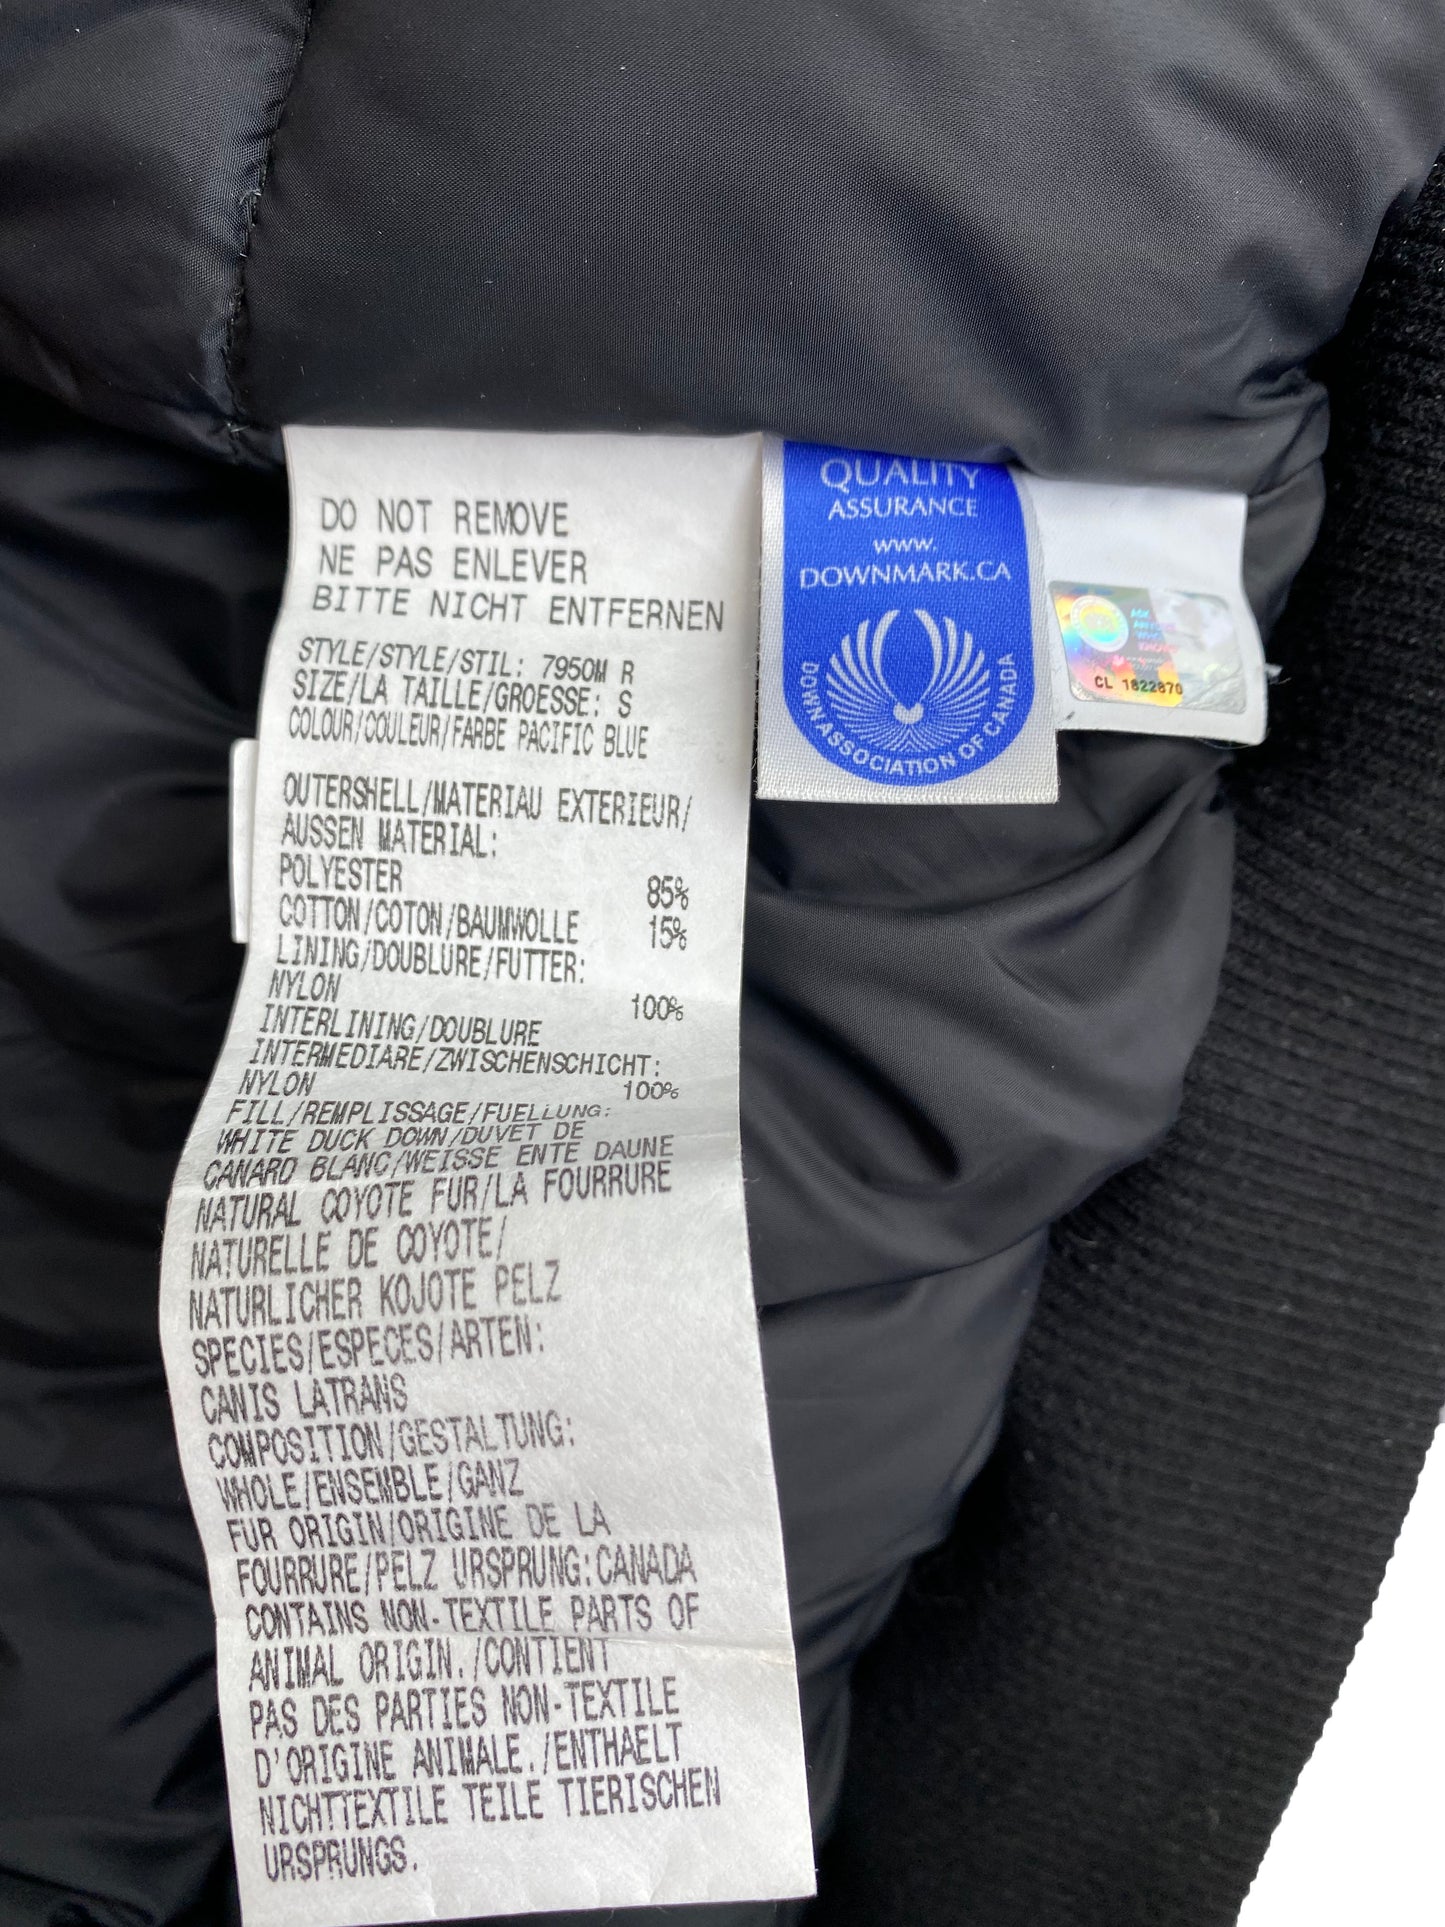 DO NOT REMOVE
NE PAS ENLEVER
BITTE NICHT ENTFERNEN
STYLE/STYLE/STIL: 7950M R
SIZE/LA TAILLE/GROESSE: S
COLOUR/COULEUR/FARBE PACIFIC BLUE
OUTERSHELL/MATERIAU EXTERIEUR/
AUSSEN MATERIAL:
POLYESTER 85%
COTTON/COTON/BAUMWOLLE 15%
LINING/DOUBLURE/FUTTER:
NYLON 100%
INTERLINING/DOUBLURE
INTERMEDIARE/ZWISCHENSCHICHT:
NYLON 100%
FILL/REMPLISSAGE/FUELLUNG:
WHITE DUCK DOWN/DUVET DE
CANARD BLANC/WEISSE ENTE DAUNE
NATURAL COYOTE FUR/LA FOURRURE
NATURELLE DE COYOTE/
NATURLICHER KOJOTE PELZ
SPECIES/ESPECES/ARTEN:
CANIS LATRANS
COMPOSITION/GESTALTUNG:
WHOLE/ENSEMBLE/GANZ
FUR ORIGIN/ORIGINE DE LA
FOURRURE/PELZ URSPRUNG:CANADA
CONTAINS NON-TEXTILE PARTS OF
ANIMAL ORIGIN./CONTIENT
PAS DES PARTIES NON-TEXTILE
D'ORIGINE ANIMALE./ENTHAELT
NICHTTEXTILE TEILE TIERISCHEN
URSPRUNGS.
QUALITY
ASSURANCE
www.
DOWNMARK.CA
DOWN ASSOCIATION OF CANADA
CL 1822870